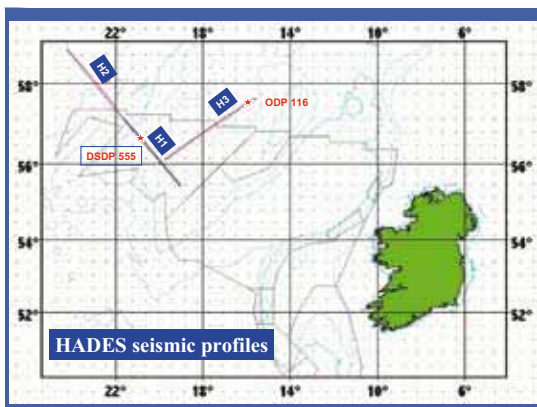 22° 18° 14° 10° 6°
H2
58° 58°
H3
ODP 116
H1
DSDP 555
56° 56°
54° 54°
52° 52°
HADES seismic profiles
22° 18° 14° 10° 6°